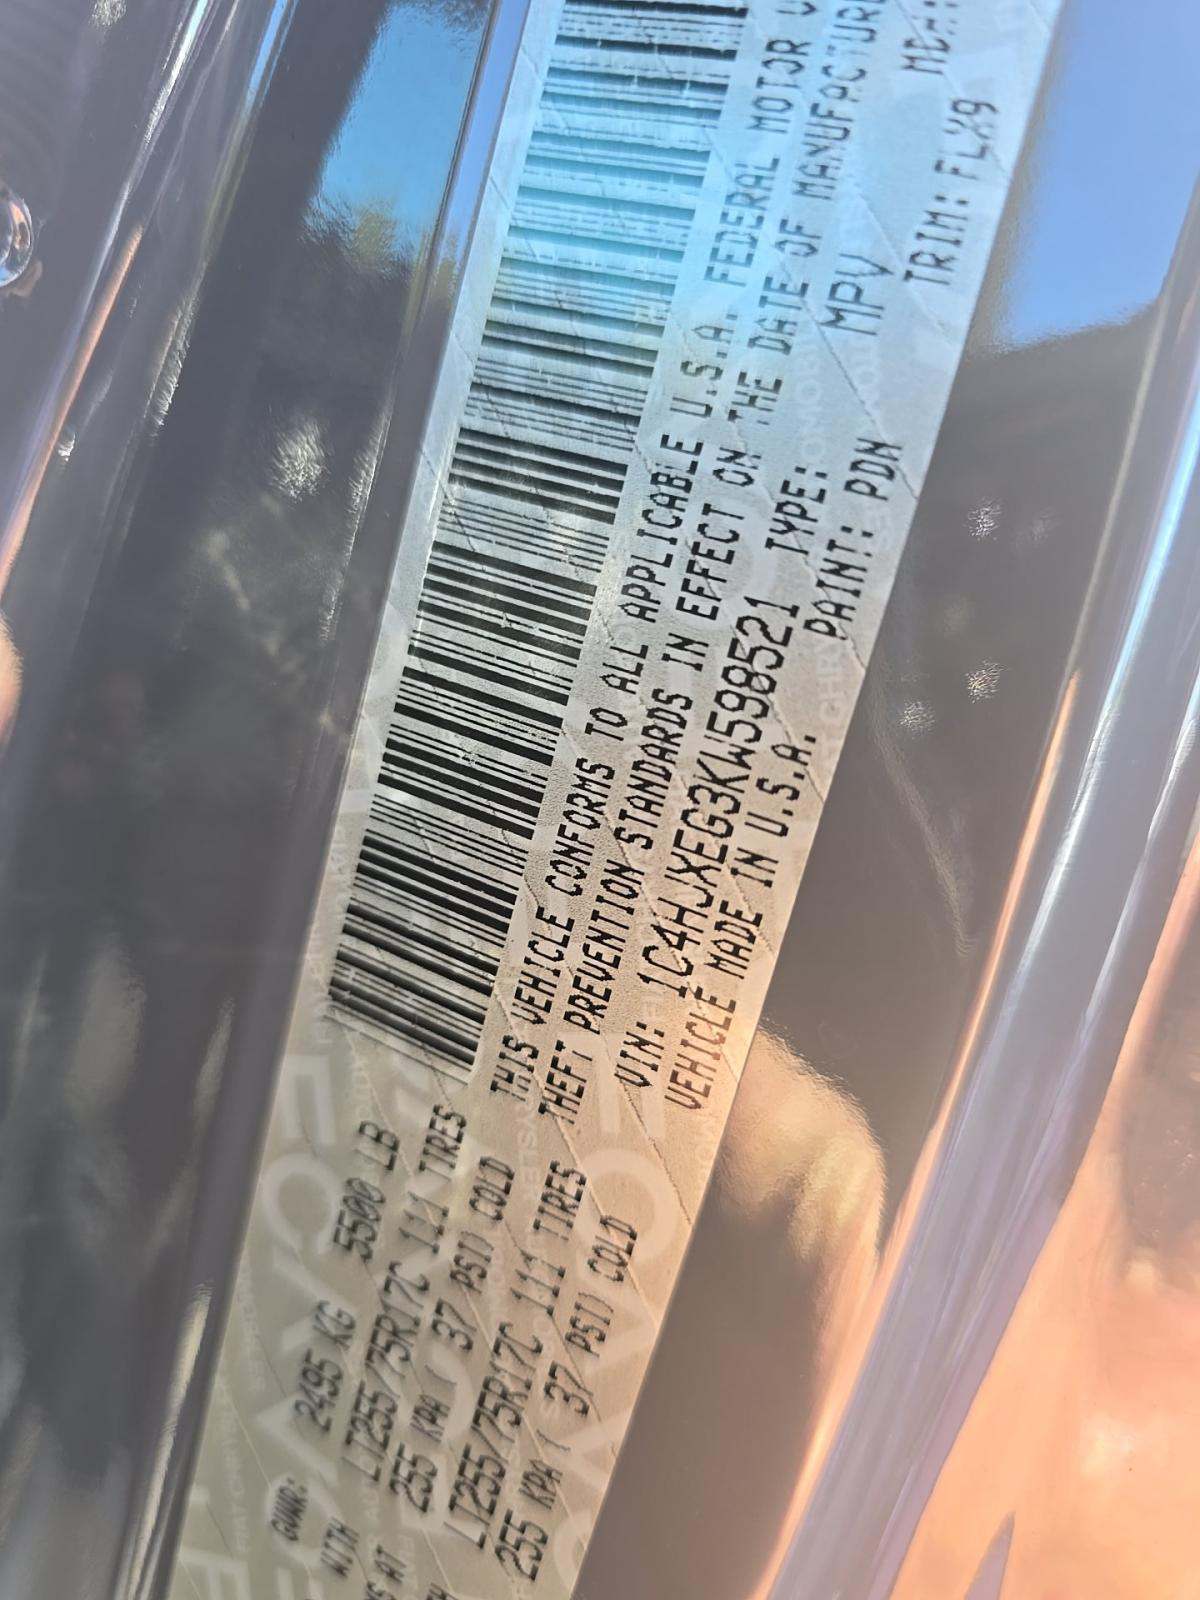 GVWR: 2495 KG 5500 LB
WITH LT255/75R17C 111 TIRES
AT 255 KPA ( 37 PSI) COLD
LT255/75R17C 111 TIRES
255 KPA ( 37 PSI) COLD
THIS VEHICLE CONFORMS TO ALL APPLICABLE U.S.A. FEDERAL MOTOR
THEFT PREVENTION STANDARDS IN EFFECT ON THE DATE OF
VIN: 1C4HJXEG3KW598521 TYPE: MPV
VEHICLE MADE IN U.S.A. PAINT: PDN TRIM: FLX9